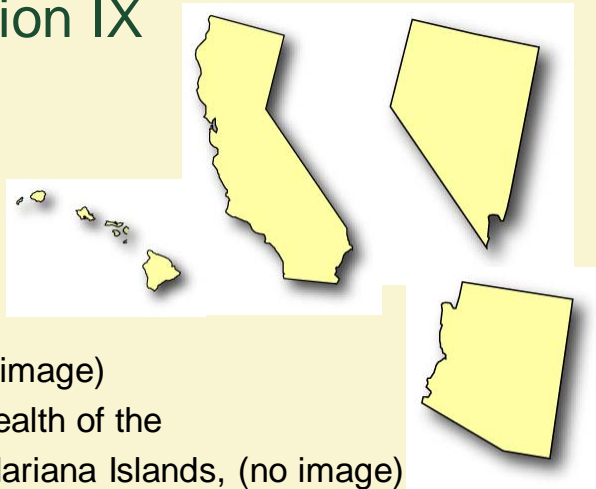 ion IX
image)
ealth of the
Mariana Islands, (no image)